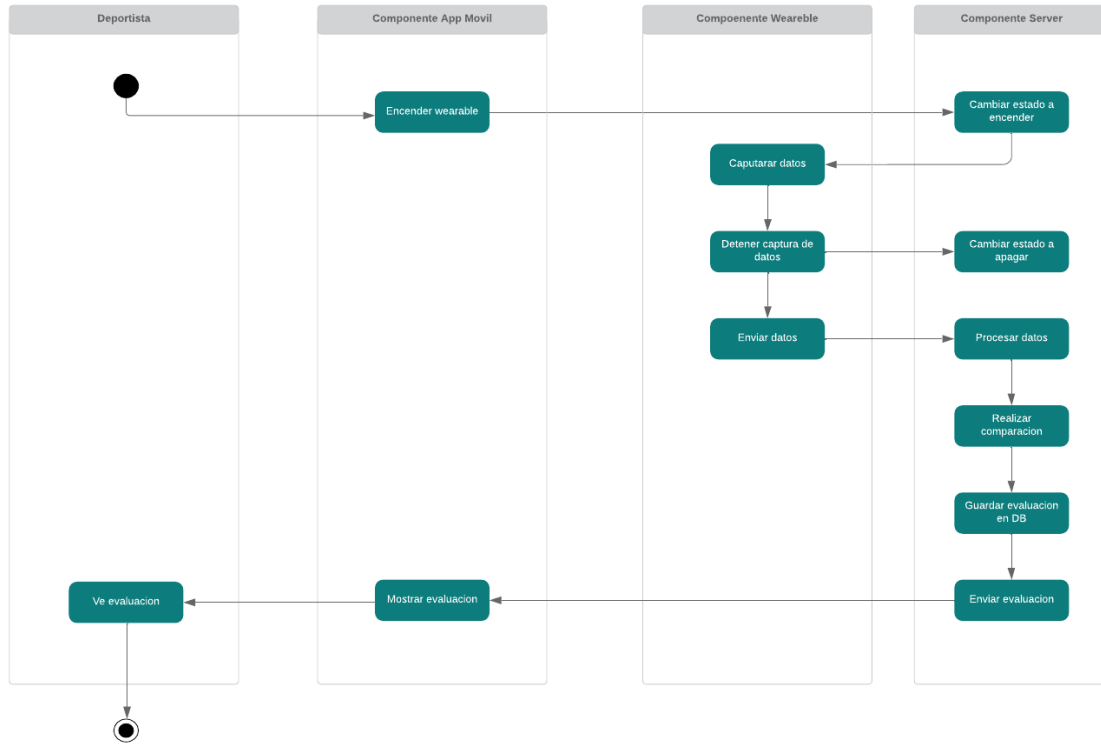 Deportista
Componente App Movil
Compoenente Weareble
Componente Server
Encender wearable
Cambiar estado a
encender
Caputarar datos
Detener captura de
datos
Cambiar estado a
apagar
Enviar datos
Procesar datos
Realizar
comparacion
Guardar evaluacion
en DB
Ve evaluacion
Mostrar evaluacion
Enviar evaluacion